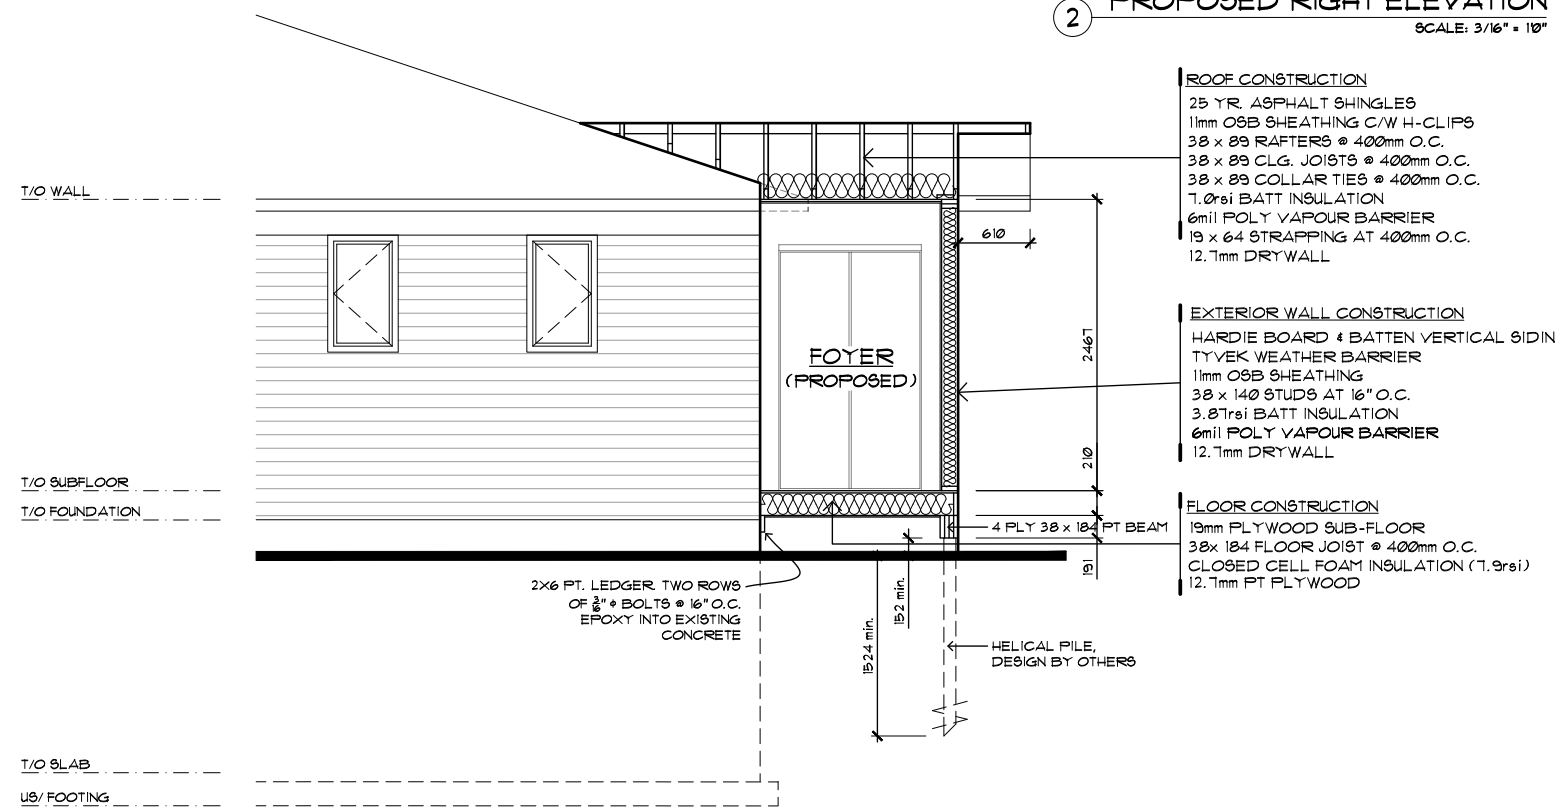 2 PROPOSED RIGHT ELEVATION
SCALE: 3/16" = 1'0"
ROOF CONSTRUCTION
25 YR. ASPHALT SHINGLES
11mm OSB SHEATHING C/W H-CLIPS
38 x 89 RAFTERS @ 400mm O.C.
38 x 89 CLG. JOISTS @ 400mm O.C.
38 x 89 COLLAR TIES @ 400mm O.C.
7.0rsi BATT INSULATION
6mil POLY VAPOUR BARRIER
19 x 64 STRAPPING AT 400mm O.C.
12.7mm DRYWALL
T/O WALL
610
EXTERIOR WALL CONSTRUCTION
HARDIE BOARD & BATTEN VERTICAL SIDIN
TYVEK WEATHER BARRIER
11mm OSB SHEATHING
38 x 140 STUDS AT 16" O.C.
3.87rsi BATT INSULATION
6mil POLY VAPOUR BARRIER
12.7mm DRYWALL
2467
FOYER
(PROPOSED)
210
T/O SUBFLOOR
T/O FOUNDATION
FLOOR CONSTRUCTION
19mm PLYWOOD SUB-FLOOR
38x 184 FLOOR JOIST @ 400mm O.C.
CLOSED CELL FOAM INSULATION (7.9rsi)
12.7mm PT PLYWOOD
4 PLY 38 x 184 PT BEAM
191
152 min.
1524 min.
2X6 PT. LEDGER. TWO ROWS
OF " ɸ BOLTS @ 16" O.C.
EPOXY INTO EXISTING
CONCRETE
HELICAL PILE,
DESIGN BY OTHERS
T/O SLAB
US/ FOOTING